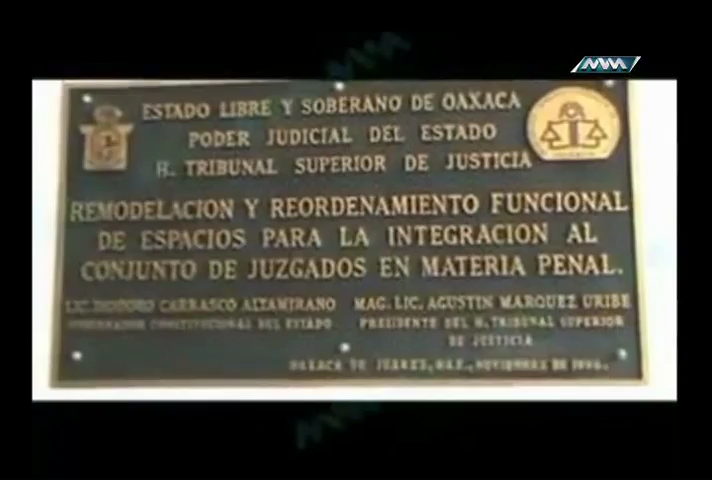 MVM
ESTADO LIBRE Y SOBERANO DE OAXACA
PODER JUDICIAL DEL ESTADO
H. TRIBUNAL SUPERIOR DE JUSTICIA
REMODELACION Y REORDENAMIENTO FUNCIONAL
DE ESPACIOS PARA LA INTEGRACION AL
CONJUNTO DE JUZGADOS EN MATERIA PENAL.
LIC. DIODORO CARRASCO ALTAMIRANO MAG. LIC. AGUSTIN MARQUEZ URIBE
GOBERNADOR CONSTITUCIONAL DEL ESTADO PRESIDENTE DEL H. TRIBUNAL SUPERIOR
DE JUSTICIA
OAXACA DE JUAREZ, OAX., NOVIEMBRE DE